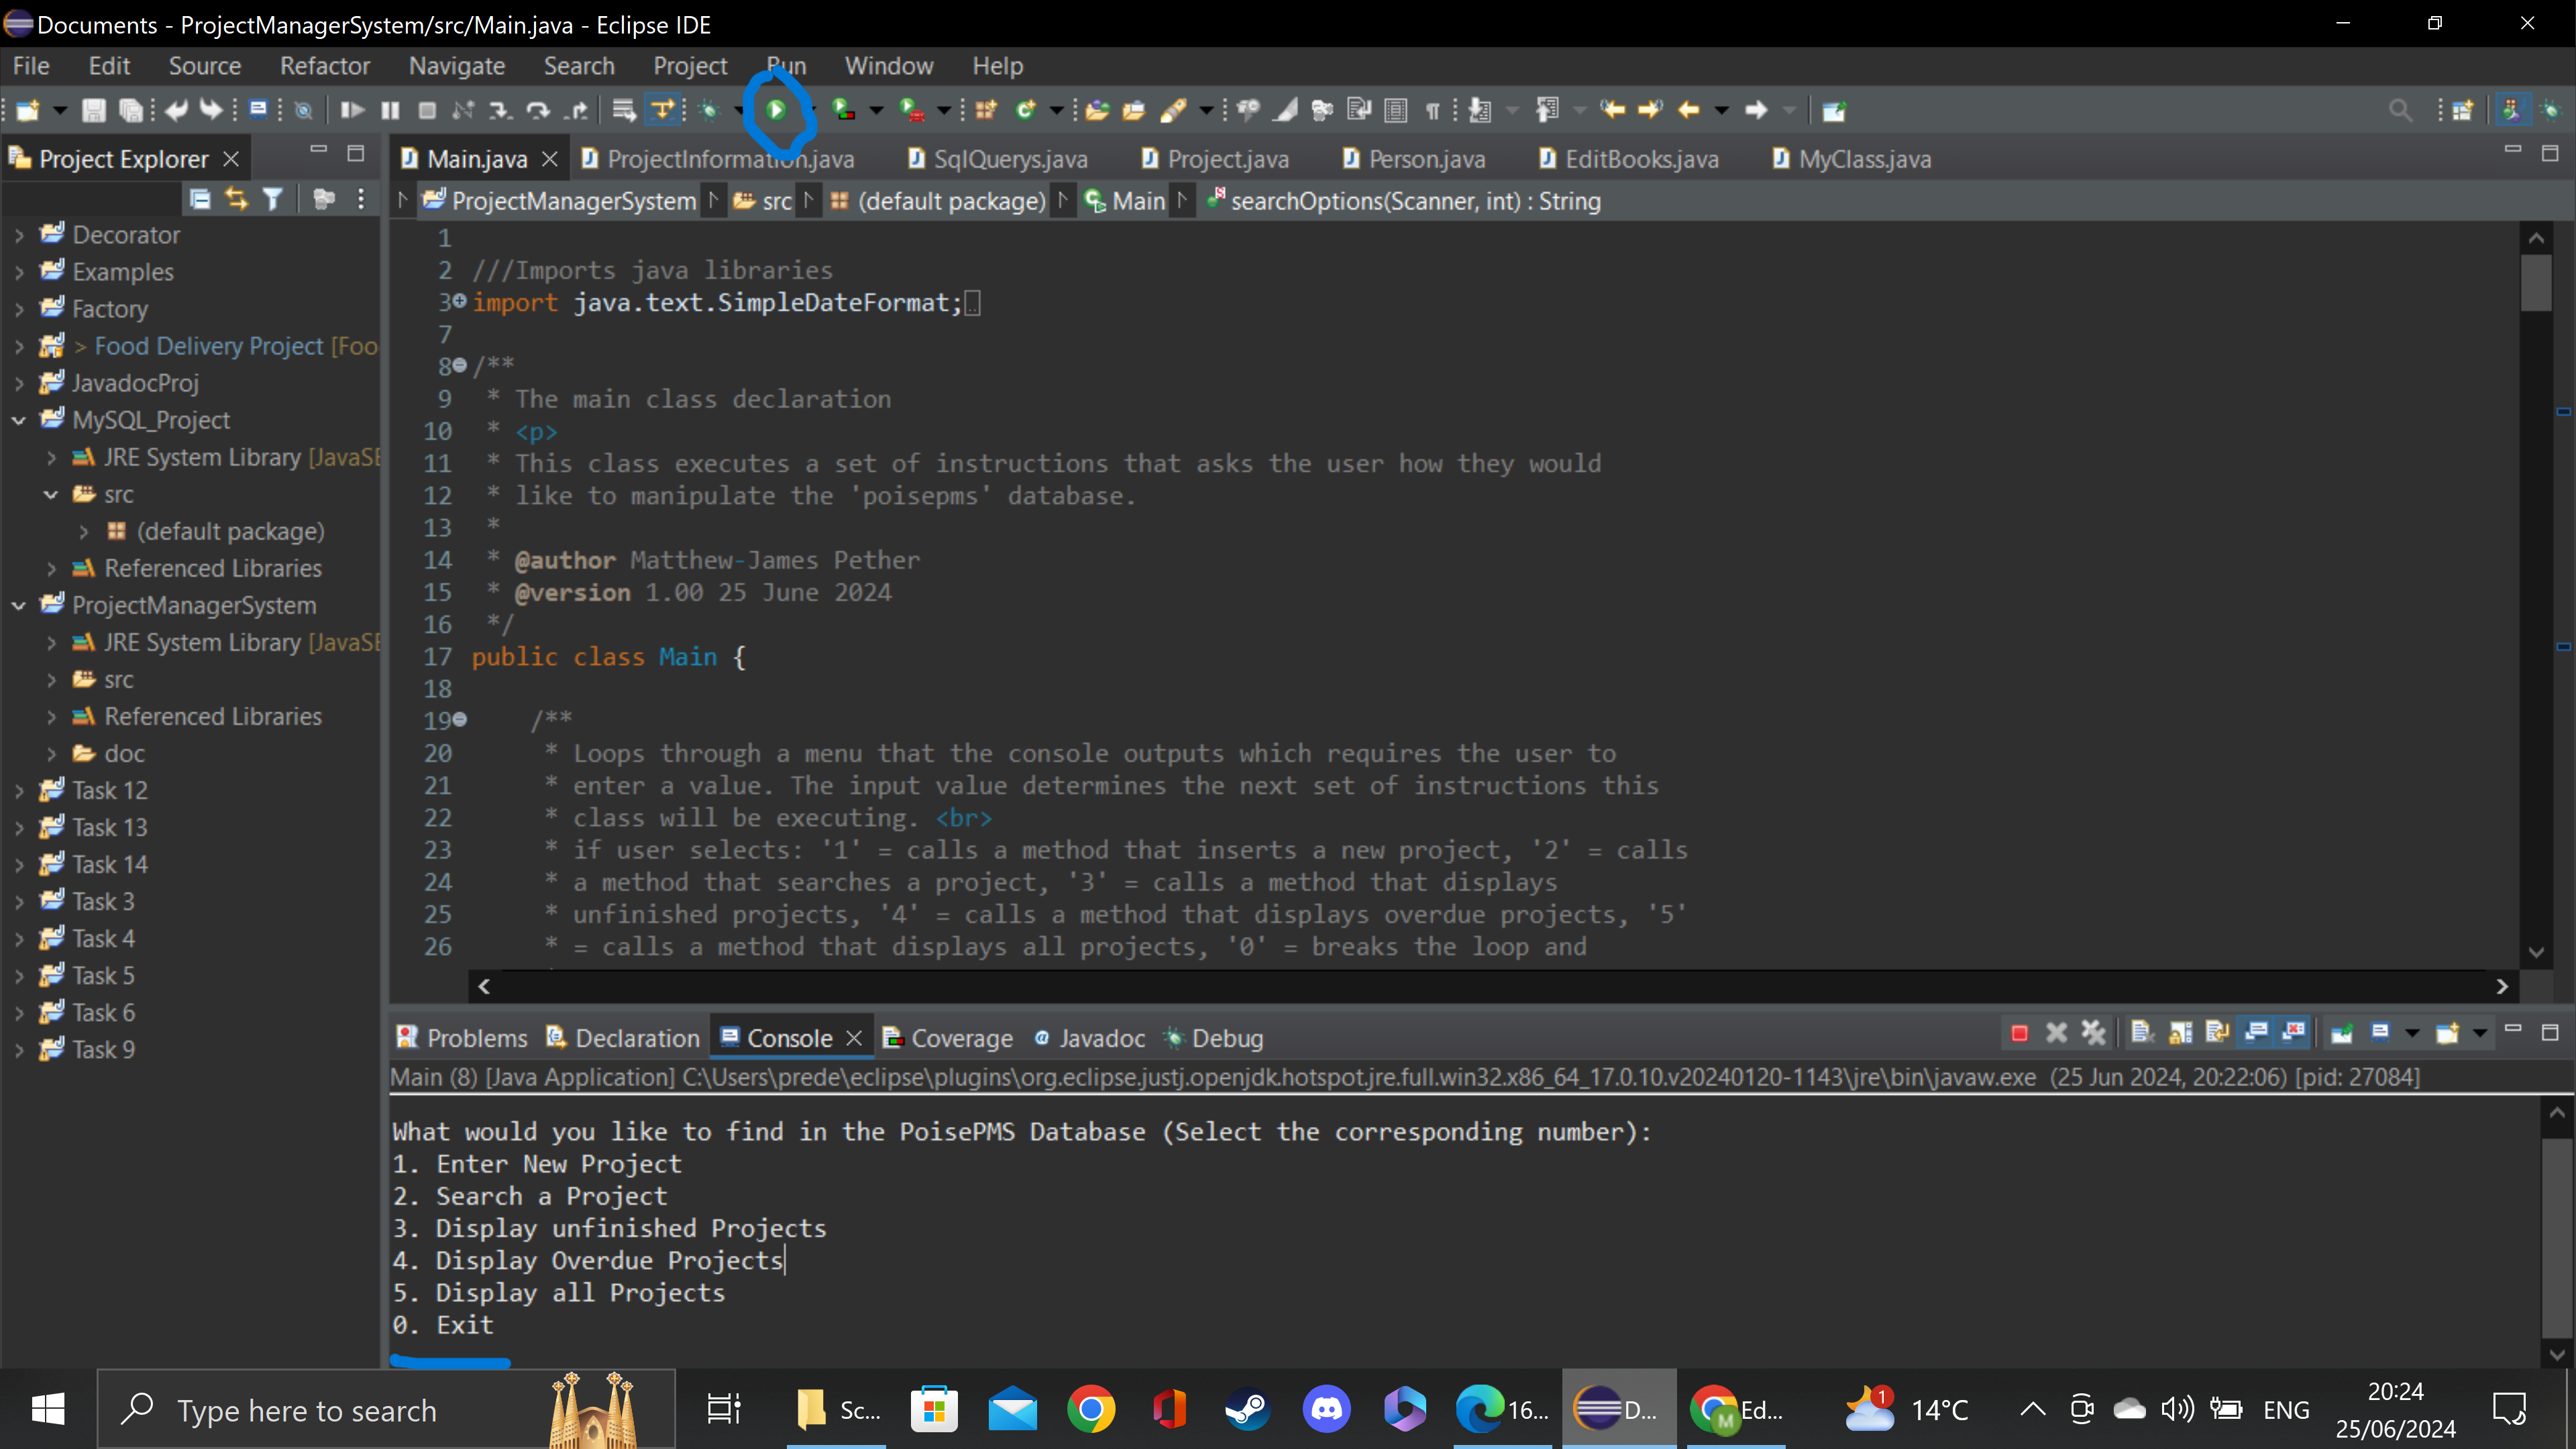 Documents - ProjectManagerSystem/src/Main.java - Eclipse IDE
File Edit Source Refactor Navigate Search Project Run Window Help
Project Explorer
Main.java ProjectInformation.java SqlQuerys.java Project.java Person.java EditBooks.java MyClass.java
ProjectManagerSystem src (default package) Main searchOptions(Scanner, int) : String
Decorator
Examples
Factory
> Food Delivery Project [Foo
JavadocProj
MySQL_Project
JRE System Library [JavaSE
src
(default package)
Referenced Libraries
ProjectManagerSystem
JRE System Library [JavaSE
src
Referenced Libraries
doc
Task 12
Task 13
Task 14
Task 3
Task 4
Task 5
Task 6
Task 9
1
2 ///Imports java libraries
3 import java.text.SimpleDateFormat;
7
8 /**
9 * The main class declaration
10 * <p>
11 * This class executes a set of instructions that asks the user how they would
12 * like to manipulate the 'poisepms' database.
13 *
14 * @author Matthew-James Pether
15 * @version 1.00 25 June 2024
16 */
17 public class Main {
18
19 /**
20 * Loops through a menu that the console outputs which requires the user to
21 * enter a value. The input value determines the next set of instructions this
22 * class will be executing. <br>
23 * if user selects: '1' = calls a method that inserts a new project, '2' = calls
24 * a method that searches a project, '3' = calls a method that displays
25 * unfinished projects, '4' = calls a method that displays overdue projects, '5'
26 * = calls a method that displays all projects, '0' = breaks the loop and
Problems Declaration Console Coverage Javadoc Debug
Main (8) [Java Application] C:\Users\prede\eclipse\plugins\org.eclipse.justj.openjdk.hotspot.jre.full.win32.x86_64_17.0.10.v20240120-1143\jre\bin\javaw.exe (25 Jun 2024, 20:22:06) [pid: 27084]
What would you like to find in the PoisePMS Database (Select the corresponding number):
1. Enter New Project
2. Search a Project
3. Display unfinished Projects
4. Display Overdue Projects
5. Display all Projects
0. Exit
Type here to search Sc... 16... D... M Ed... 1 14°C ENG 20:24
25/06/2024